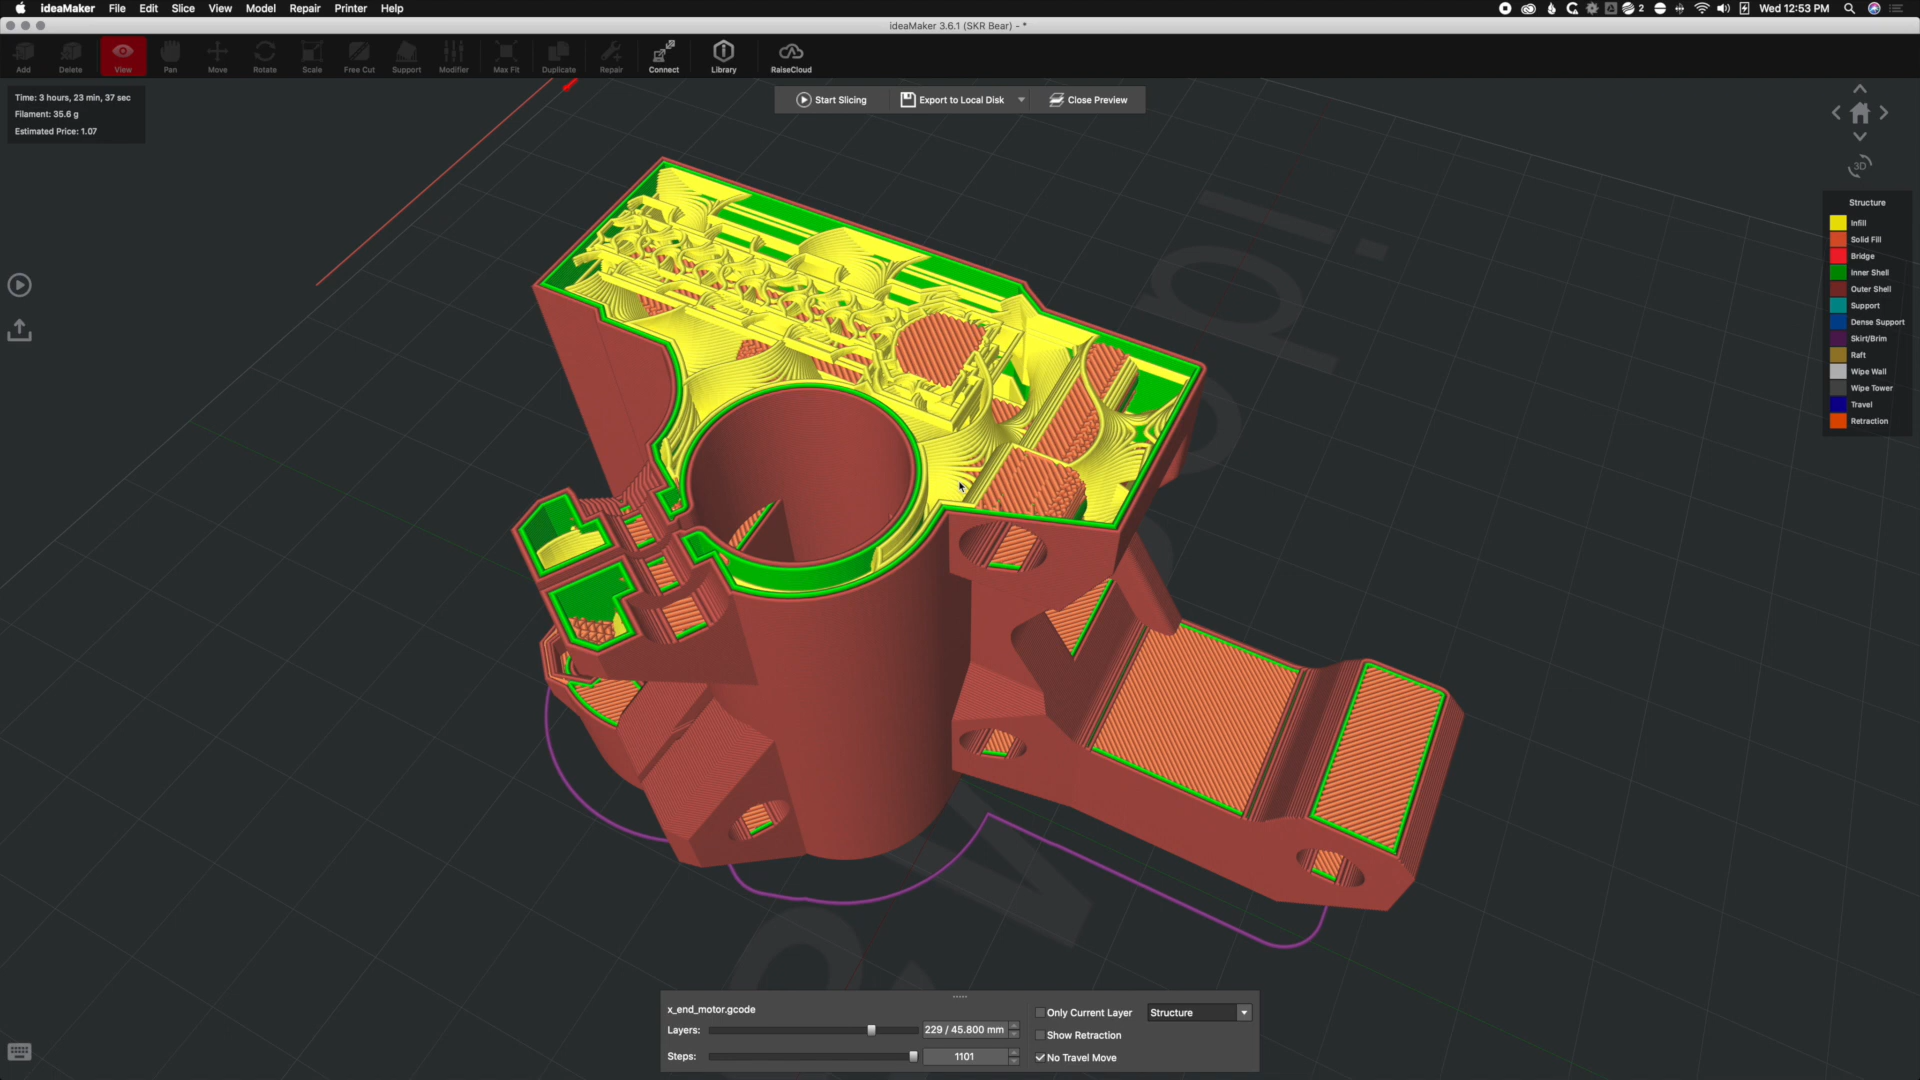 ideaMaker File Edit Slice View Model Repair Printer Help
2 Wed 12:53 PM
ideaMaker 3.6.1 (SKR Bear) - *
Add Delete View Pan Move Rotate Scale Free Cut Support Modifier Max Fit Duplicate Repair Connect Library RaiseCloud
Time: 3 hours, 23 min, 37 sec
Filament: 35.6 g
Estimated Price: 1.07
Start Slicing Export to Local Disk Close Preview
3D
Structure
Infill
Solid Fill
Bridge
Inner Shell
Outer Shell
Support
Dense Support
Skirt/Brim
Raft
Wipe Wall
Wipe Tower
Travel
Retraction
x_end_motor.gcode
Layers: 229 / 45.800 mm
Steps: 1101
Only Current Layer Structure
Show Retraction
No Travel Move